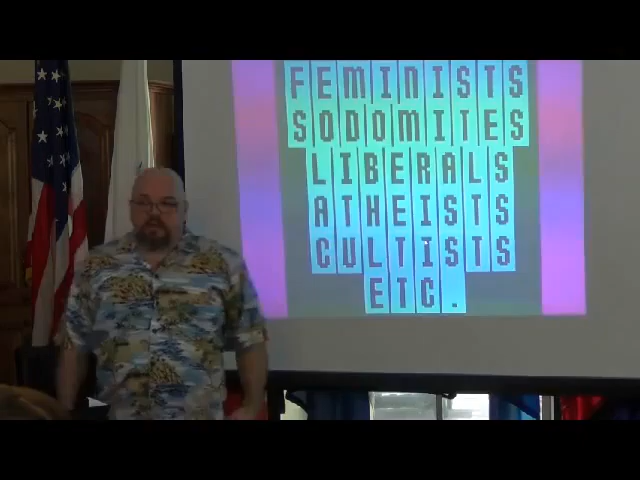 FEMINISTS
SODOMITES
LIBERALS
ATHEISTS
CULTISTS
ETC.